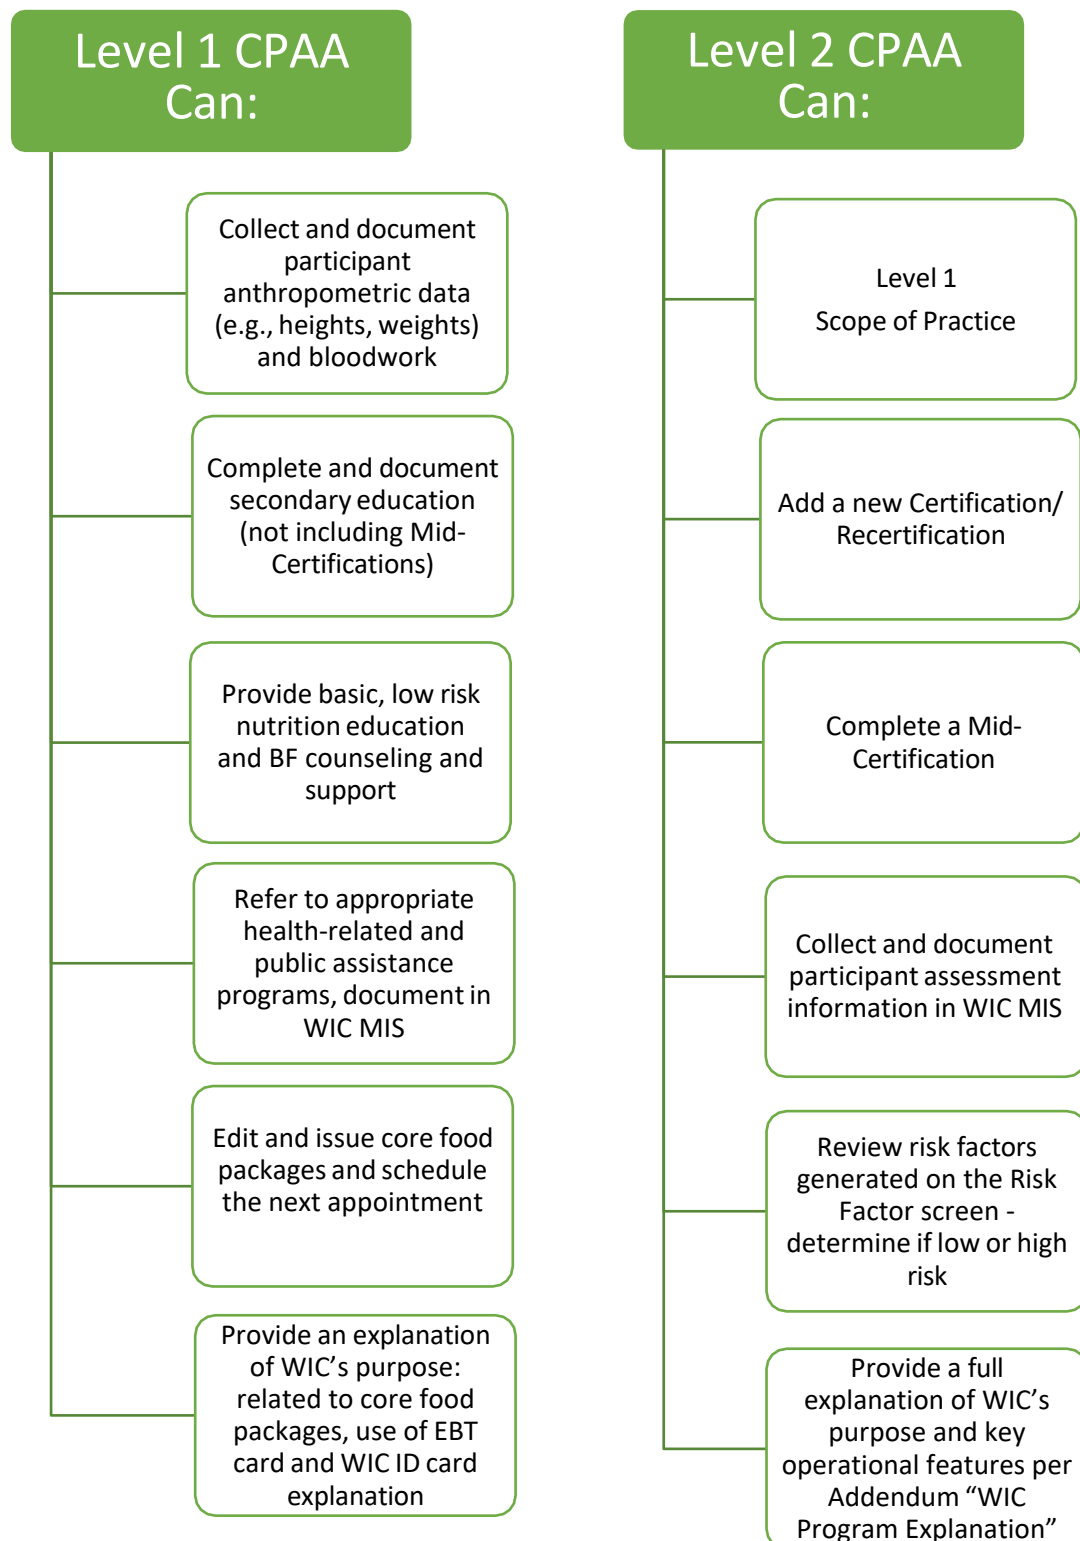 Level 1 CPAA
Can:
Collect and document
participant
anthropometric data
(e.g., heights, weights)
and bloodwork
Complete and document
secondary education
(not including Mid-
Certifications)
Provide basic, low risk
nutrition education
and BF counseling and
support
Refer to appropriate
health-related and
public assistance
programs, document in
WIC MIS
Edit and issue core food
packages and schedule
the next appointment
Provide an explanation
of WIC’s purpose:
related to core food
packages, use of EBT
card and WIC ID card
explanation
Level 2 CPAA
Can:
Level 1
Scope of Practice
Add a new Certification/
Recertification
Complete a Mid-
Certification
Collect and document
participant assessment
information in WIC MIS
Review risk factors
generated on the Risk
Factor screen -
determine if low or high
risk
Provide a full
explanation of WIC’s
purpose and key
operational features per
Addendum “WIC
Program Explanation”